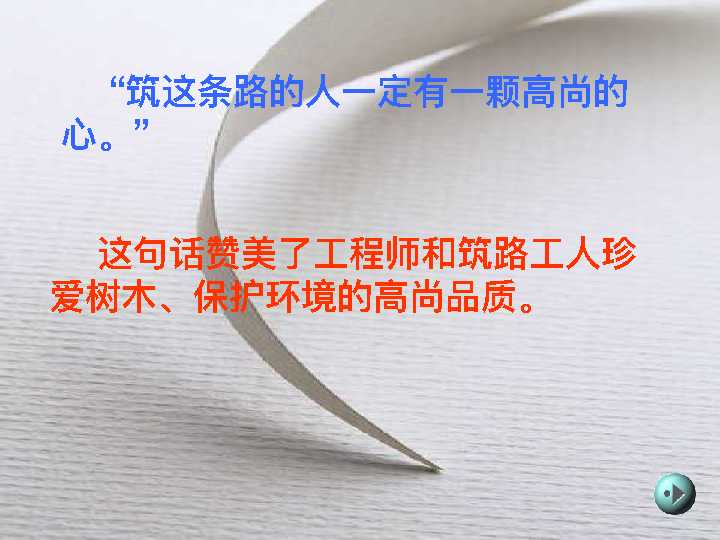 “筑这条路的人一定有一颗高尚的
心。”
这句话赞美了工程师和筑路工人珍
爱树木、保护环境的高尚品质。